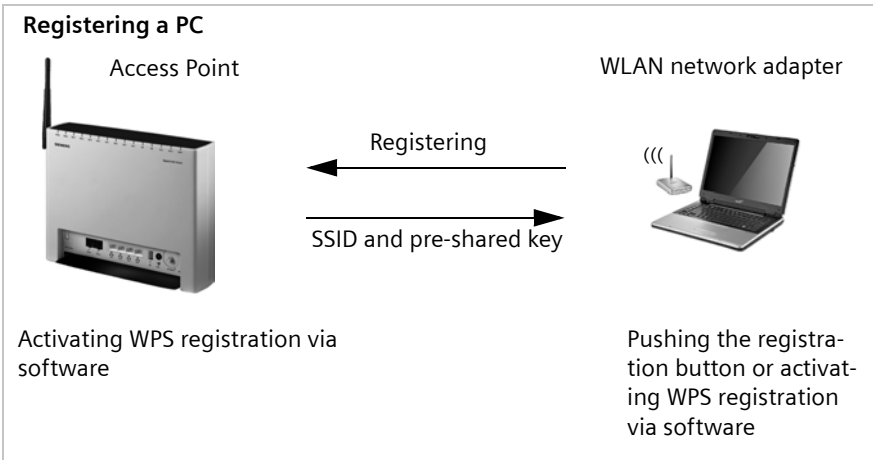 Registering a PC
Access Point
WLAN network adapter
Registering
(((
SSID and pre-shared key
SIEMENS
Activating WPS registration via
software
Pushing the registra-
tion button or activat-
ing WPS registration
via software